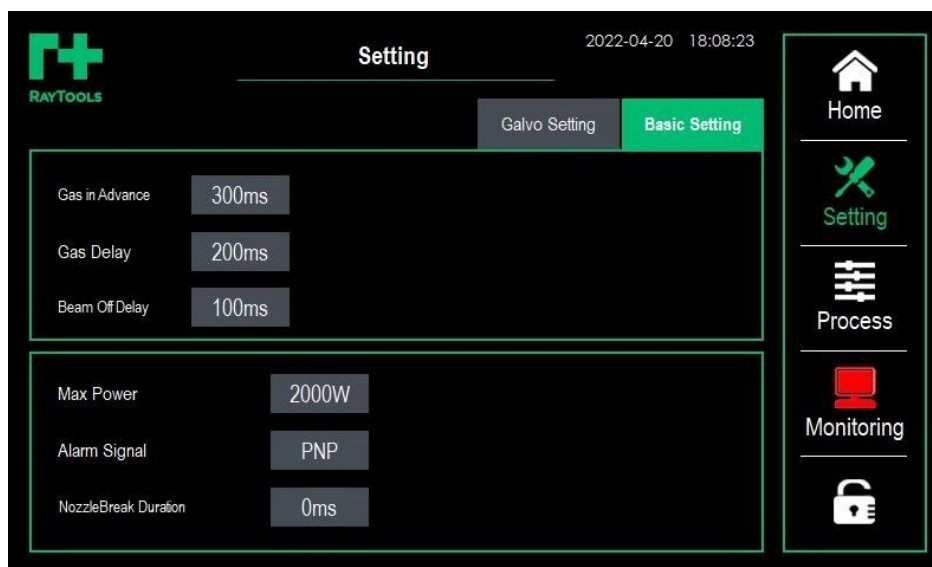 RAYTOOLS
Setting
2022-04-20 18:08:23
Galvo Setting
Basic Setting
Gas in Advance 300ms
Gas Delay 200ms
Beam Off Delay 100ms
Max Power 2000W
Alarm Signal PNP
NozzleBreak Duration 0ms
Home
Setting
Process
Monitoring